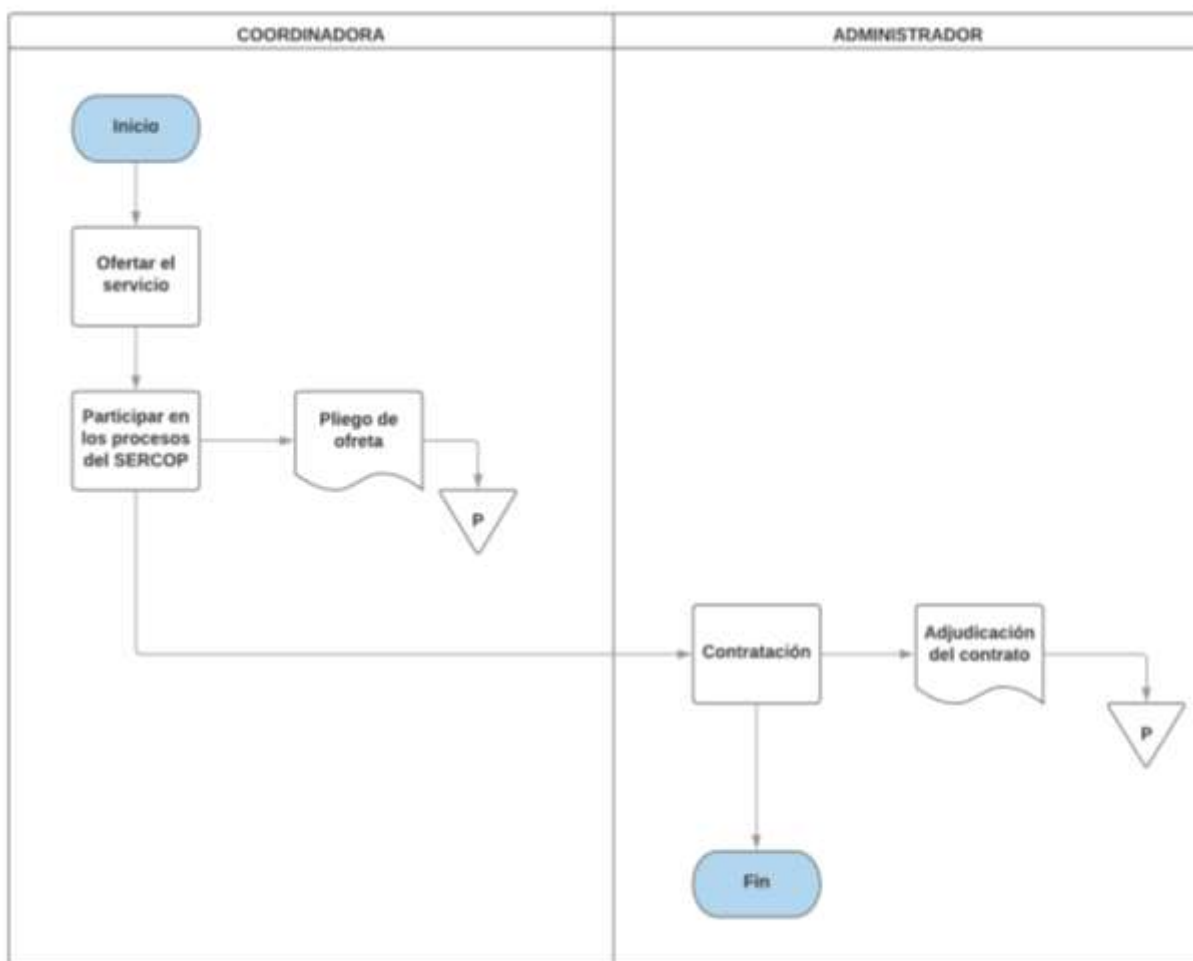 COORDINADORA
ADMINISTRADOR
Inicio
Ofertar el
servicio
Participar en
los procesos
del SERCOP
Pliego de
ofreta
P
Contratación
Adjudicación
del contrato
P
Fin